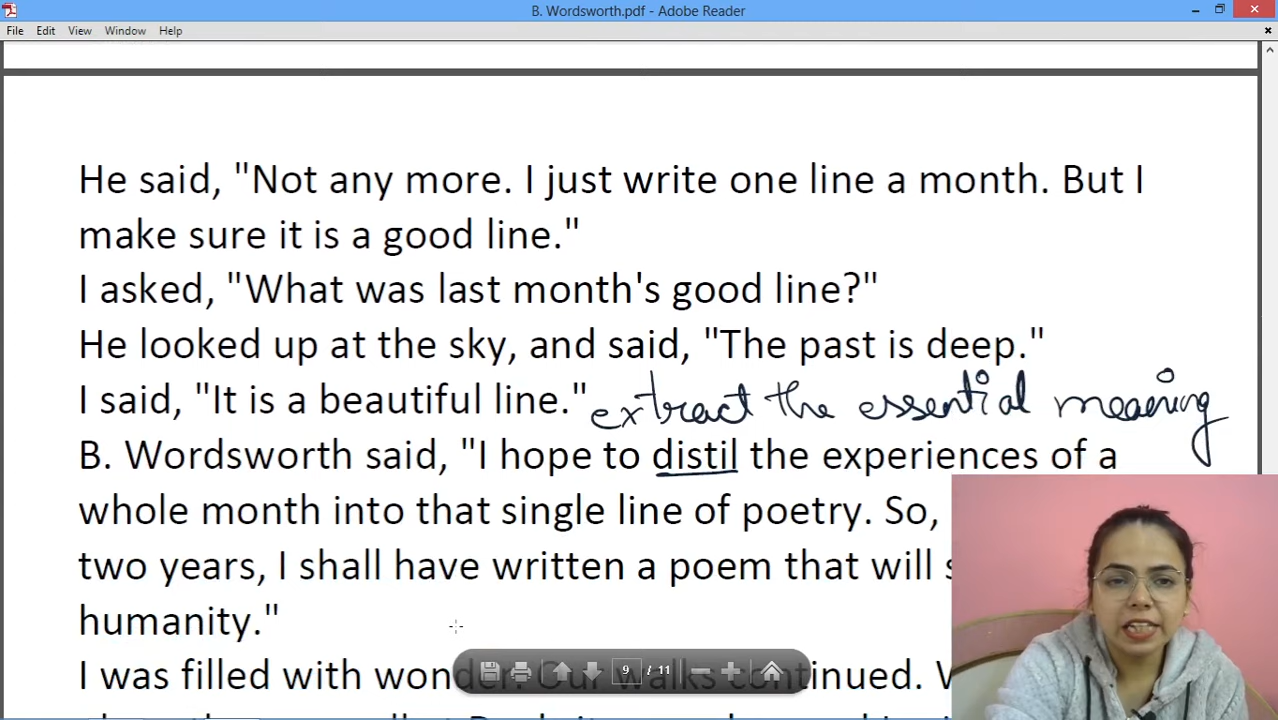 B. Wordsworth.pdf - Adobe Reader
File Edit View Window Help
He said, "Not any more. I just write one line a month. But I
make sure it is a good line."
I asked, "What was last month's good line?"
He looked up at the sky, and said, "The past is deep."
I said, "It is a beautiful line."
extract the essential meaning
B. Wordsworth said, "I hope to distil the experiences of a
whole month into that single line of poetry. So,
two years, I shall have written a poem that will
humanity."
I was filled with wonder. Our walks continued.
9 / 11